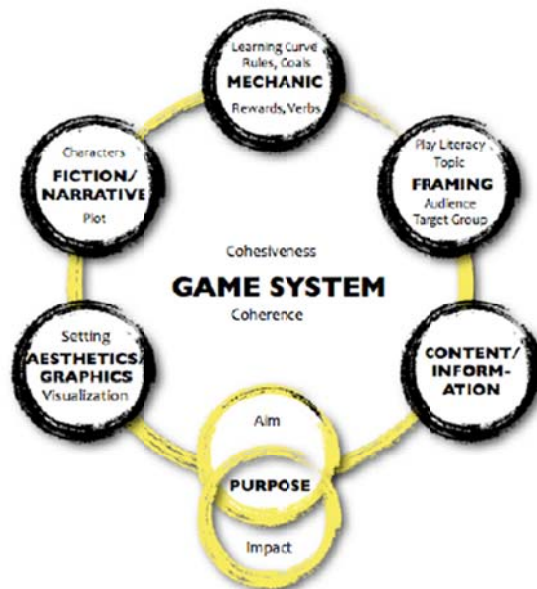 Learning Curve
Rules, Coals
MECHANIC
Rewards, Verbs
Characters
FICTION/
NARRATIVE
Plot
Play Literacy
Topic
FRAMING
Audience
Target Group
Cohesiveness
GAME SYSTEM
Coherence
Setting
AESTHETICS/
GRAPHICS
Visualization
CONTENT/
INFORM-
ATION
Aim
PURPOSE
Impact